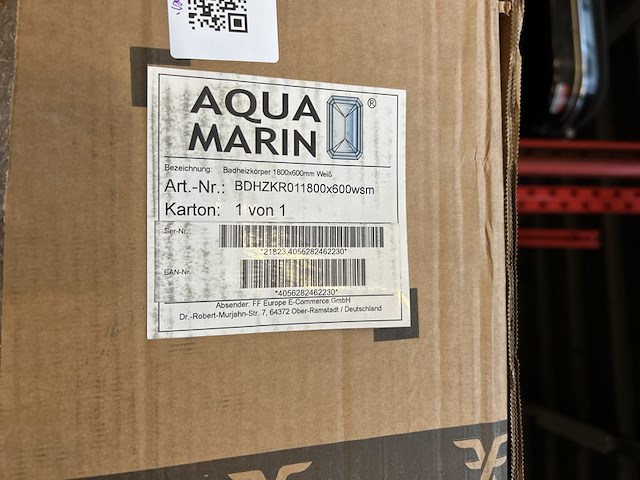 AQUA
MARIN ®
Bezeichnung: Badheizkörper 1800x600mm Weiß
Art.-Nr.: BDHZKR011800x600wsm
Karton: 1 von 1
Ser-Nr.
*21823,4056282462230*
EAN-Nr.
*4056282462230*
Absender: FF Europe E-Commerce GmbH
Dr.-Robert-Murjahn-Str. 7, 64372 Ober-Ramstadt / Deutschland